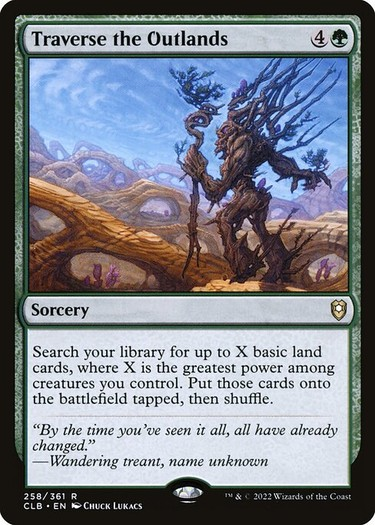 Traverse the Outlands 4
Sorcery
Search your library for up to X basic land
cards, where X is the greatest power among
creatures you control. Put those cards onto
the battlefield tapped, then shuffle.
“By the time you’ve seen it all, all have already
changed.”
—Wandering treant, name unknown
258/361 R
CLB • EN Chuck Lukacs
™ & © 2022 Wizards of the Coast